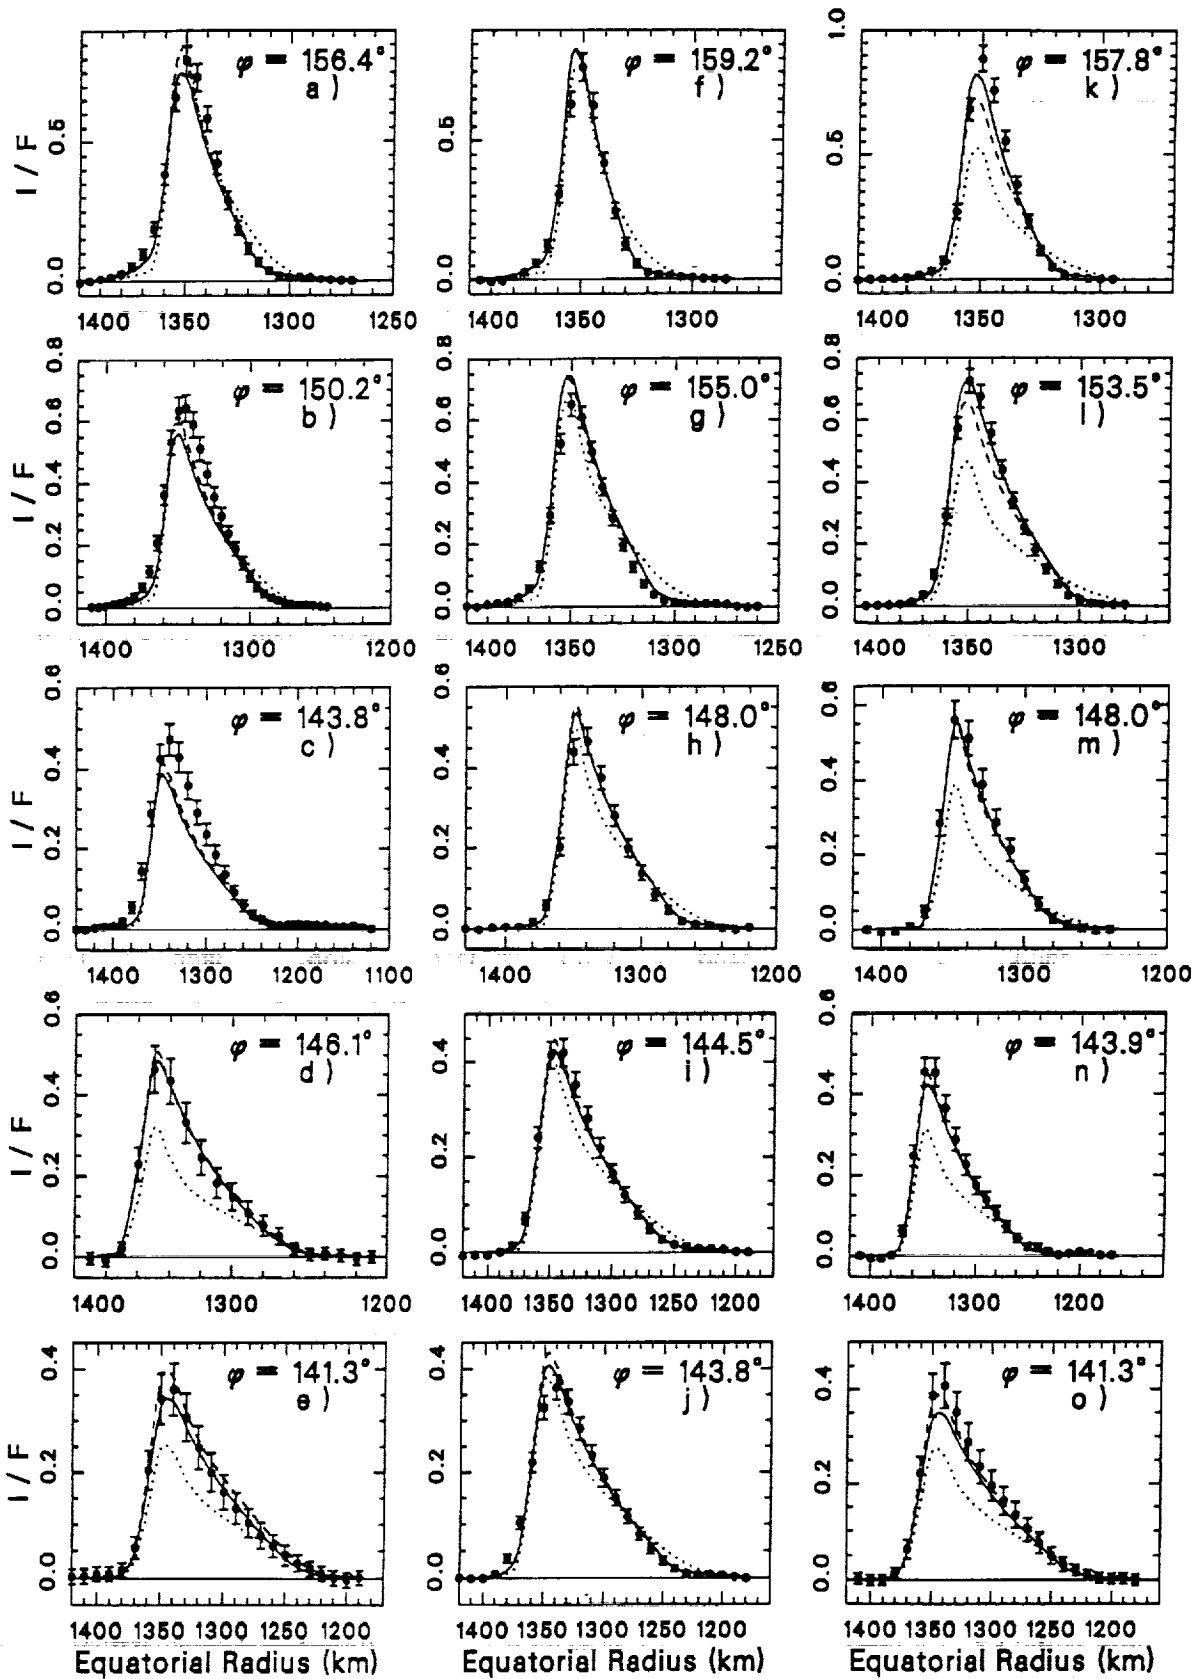 φ = 156.4°
a )
I / F
0.5
0.0
1400 1350 1300 1250
φ = 159.2°
f )
0.5
0.0
1400 1350 1300
φ = 157.8°
k )
1.0
0.5
0.0
1400 1350 1300
φ = 150.2°
b )
I / F
0.8
0.6
0.4
0.2
0.0
1400 1300 1200
φ = 155.0°
g )
0.8
0.6
0.4
0.2
0.0
1400 1350 1300 1250
φ = 153.5°
l )
0.8
0.6
0.4
0.2
0.0
1400 1350 1300
φ = 143.8°
c )
I / F
0.6
0.4
0.2
0.0
1400 1300 1200 1100
φ = 148.0°
h )
0.6
0.4
0.2
0.0
1400 1300 1200
φ = 148.0°
m )
0.6
0.4
0.2
0.0
1400 1300 1200
φ = 146.1°
d )
I / F
0.6
0.4
0.2
0.0
1400 1300 1200
φ = 144.5°
i )
0.4
0.2
0.0
1400 1350 1300 1250 1200
φ = 143.9°
n )
0.6
0.4
0.2
0.0
1400 1300 1200
φ = 141.3°
e )
I / F
0.4
0.2
0.0
1400 1350 1300 1250 1200
Equatorial Radius (km)
φ = 143.8°
j )
0.4
0.2
0.0
1400 1350 1300 1250 1200
Equatorial Radius (km)
φ = 141.3°
o )
0.4
0.2
0.0
1400 1350 1300 1250 1200
Equatorial Radius (km)